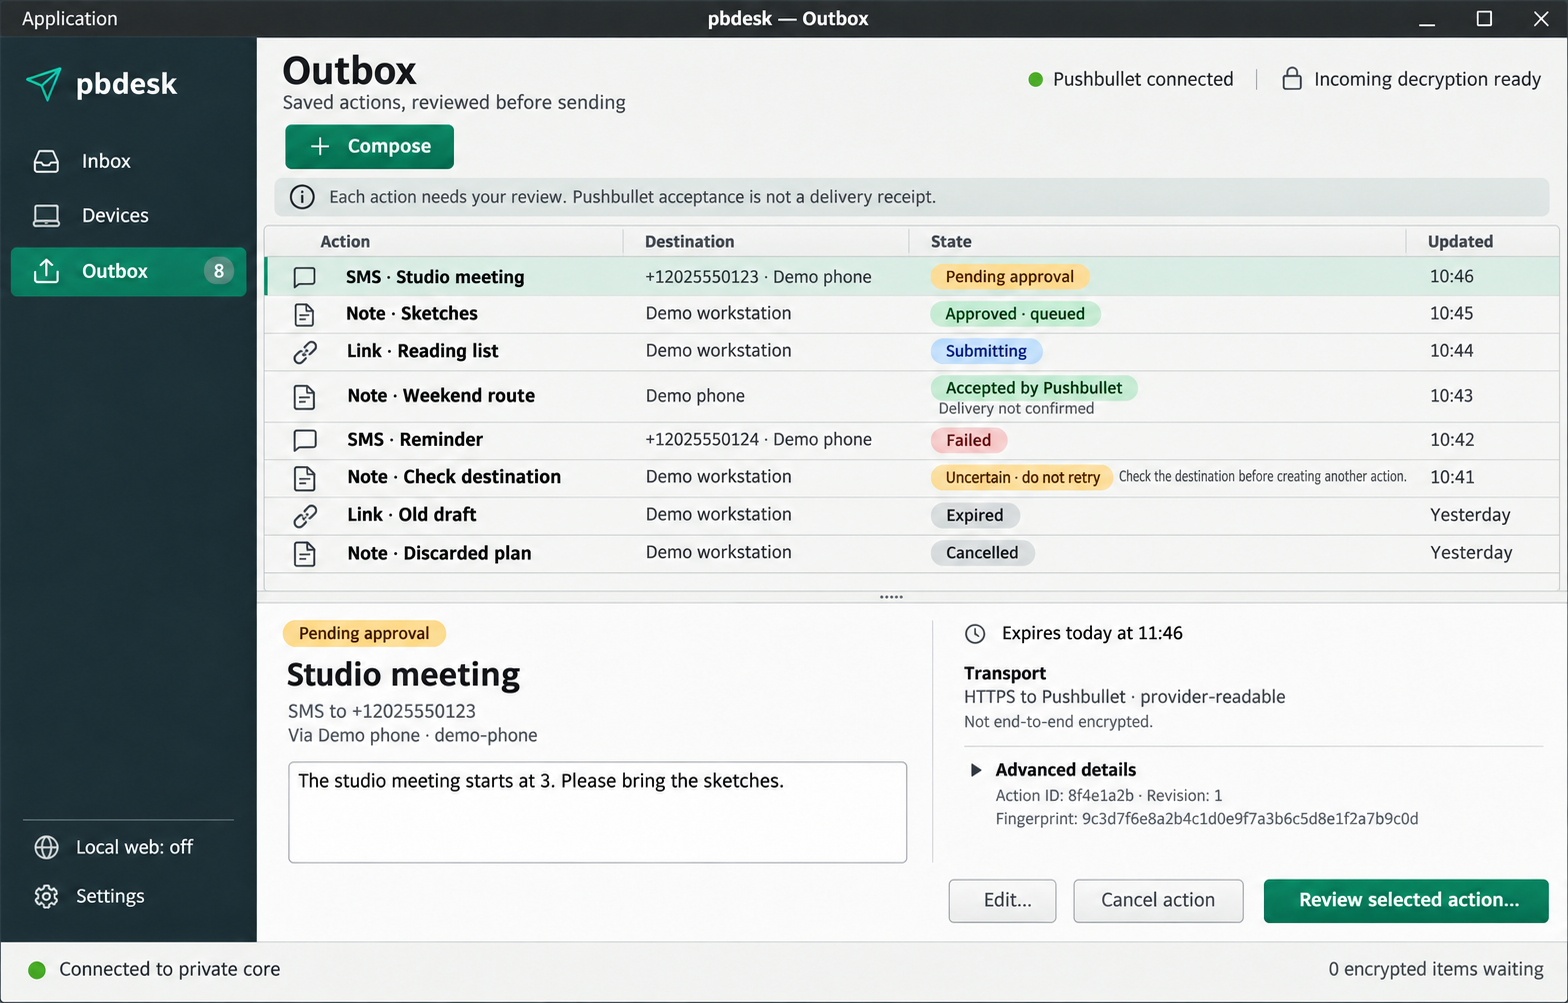 Application
pbdesk — Outbox
pbdesk
Inbox
Devices
Outbox 8
Local web: off
Settings
Outbox
Saved actions, reviewed before sending
Pushbullet connected
Incoming decryption ready
+ Compose
Each action needs your review. Pushbullet acceptance is not a delivery receipt.
Action Destination State Updated
SMS · Studio meeting +12025550123 · Demo phone Pending approval 10:46
Note · Sketches Demo workstation Approved · queued 10:45
Link · Reading list Demo workstation Submitting 10:44
Note · Weekend route Demo phone Accepted by Pushbullet 10:43
Delivery not confirmed
SMS · Reminder +12025550124 · Demo phone Failed 10:42
Note · Check destination Demo workstation Uncertain · do not retry Check the destination before creating another action. 10:41
Link · Old draft Demo workstation Expired Yesterday
Note · Discarded plan Demo workstation Cancelled Yesterday
Pending approval
Studio meeting
SMS to +12025550123
Via Demo phone · demo-phone
The studio meeting starts at 3. Please bring the sketches.
Expires today at 11:46
Transport
HTTPS to Pushbullet · provider-readable
Not end-to-end encrypted.
Advanced details
Action ID: 8f4e1a2b · Revision: 1
Fingerprint: 9c3d7f6e8a2b4c1d0e9f7a3b6c5d8e1f2a7b9c0d
Edit...
Cancel action
Review selected action...
Connected to private core
0 encrypted items waiting